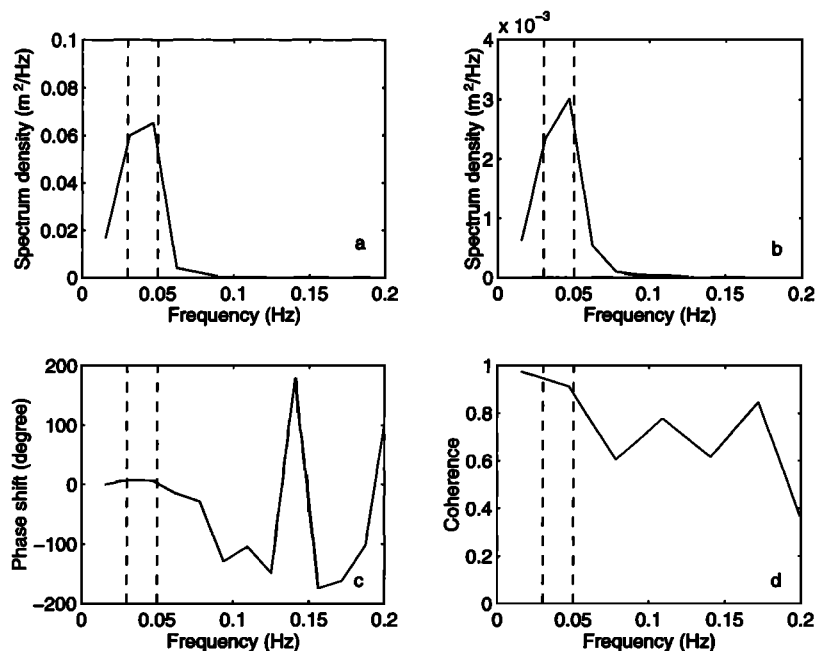 0.1
0.08
0.06
0.04
0.02
0
Spectrum density (m²/Hz)
0 0.05 0.1 0.15 0.2
Frequency (Hz)
a
x 10⁻³
4
3
2
1
0
Spectrum density (m²/Hz)
0 0.05 0.1 0.15 0.2
Frequency (Hz)
b
200
100
0
−100
−200
Phase shift (degree)
0 0.05 0.1 0.15 0.2
Frequency (Hz)
c
1
0.8
0.6
0.4
0.2
0
Coherence
0 0.05 0.1 0.15 0.2
Frequency (Hz)
d